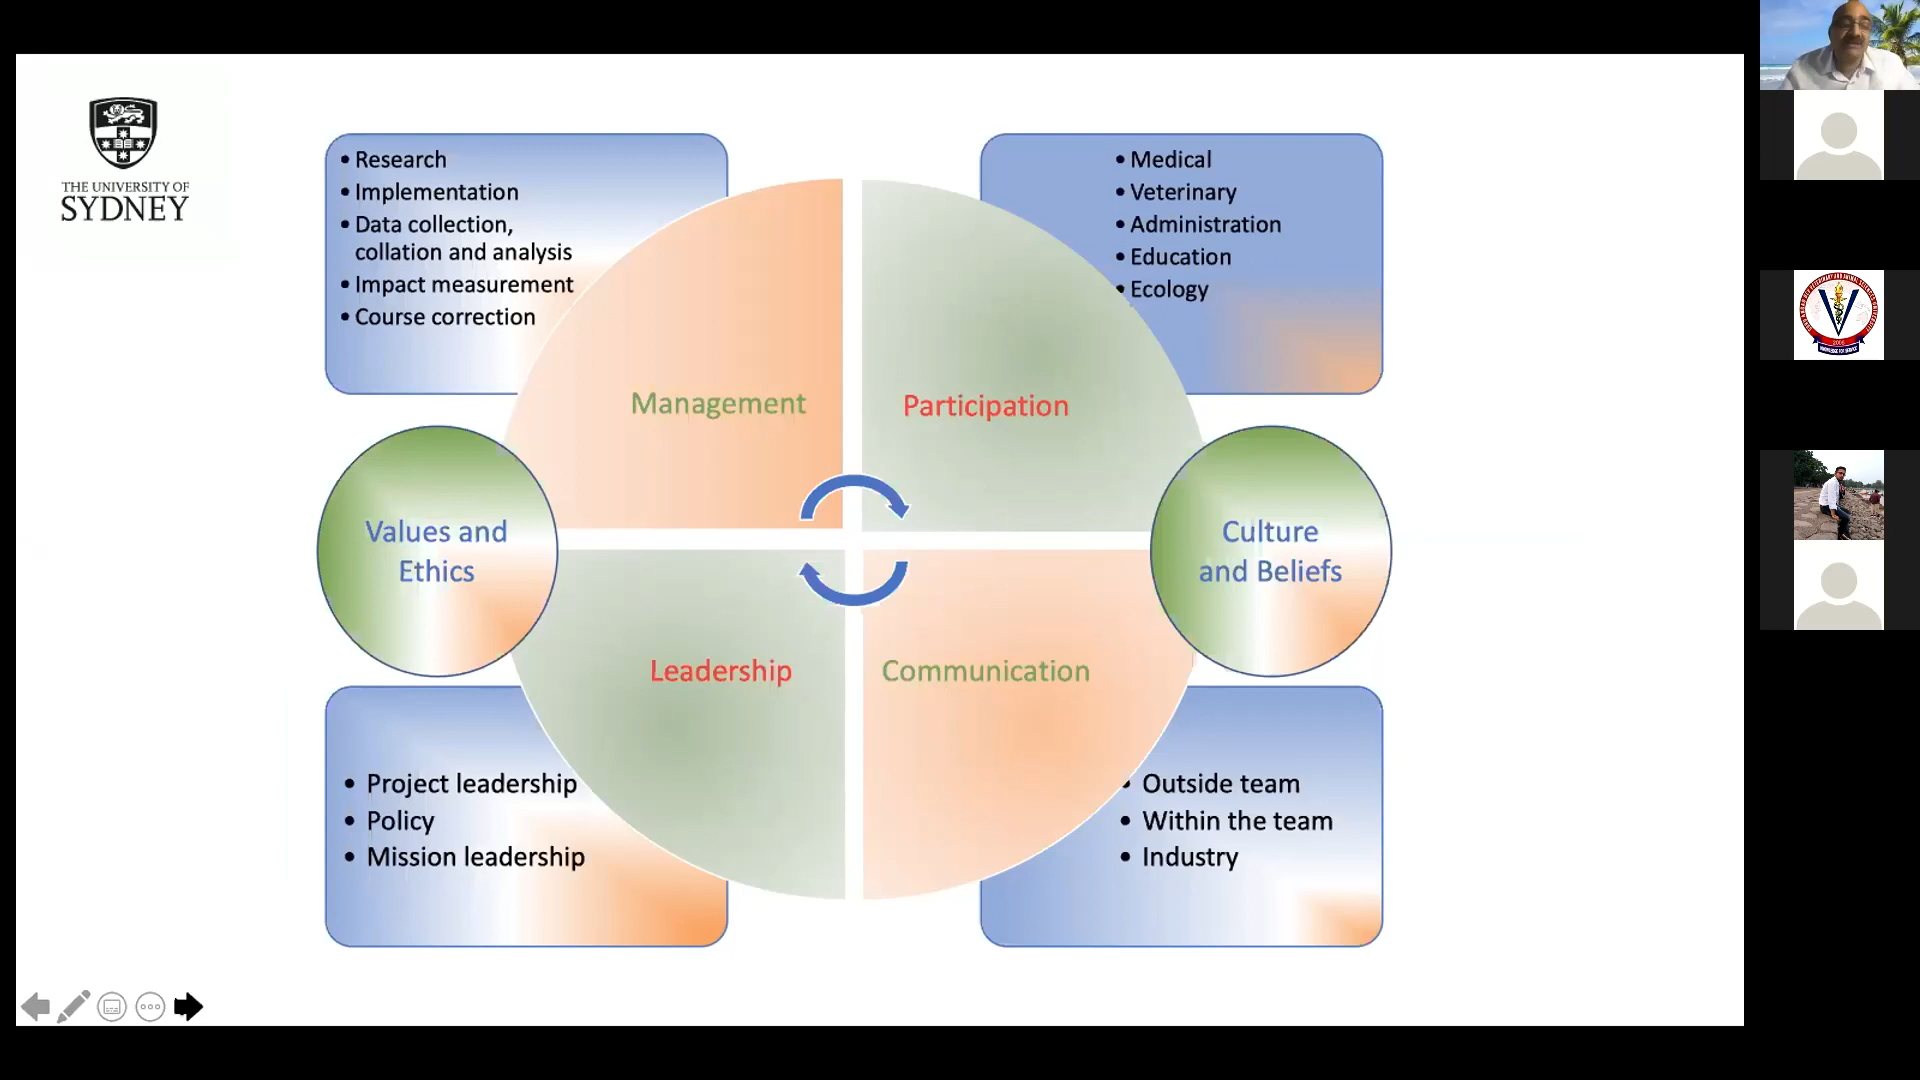 THE UNIVERSITY OF
SYDNEY
• Research
• Implementation
• Data collection,
collation and analysis
• Impact measurement
• Course correction
• Medical
• Veterinary
• Administration
• Education
• Ecology
Management
Participation
Values and
Ethics
Culture
and Beliefs
Leadership
Communication
• Project leadership
• Policy
• Mission leadership
• Outside team
• Within the team
• Industry